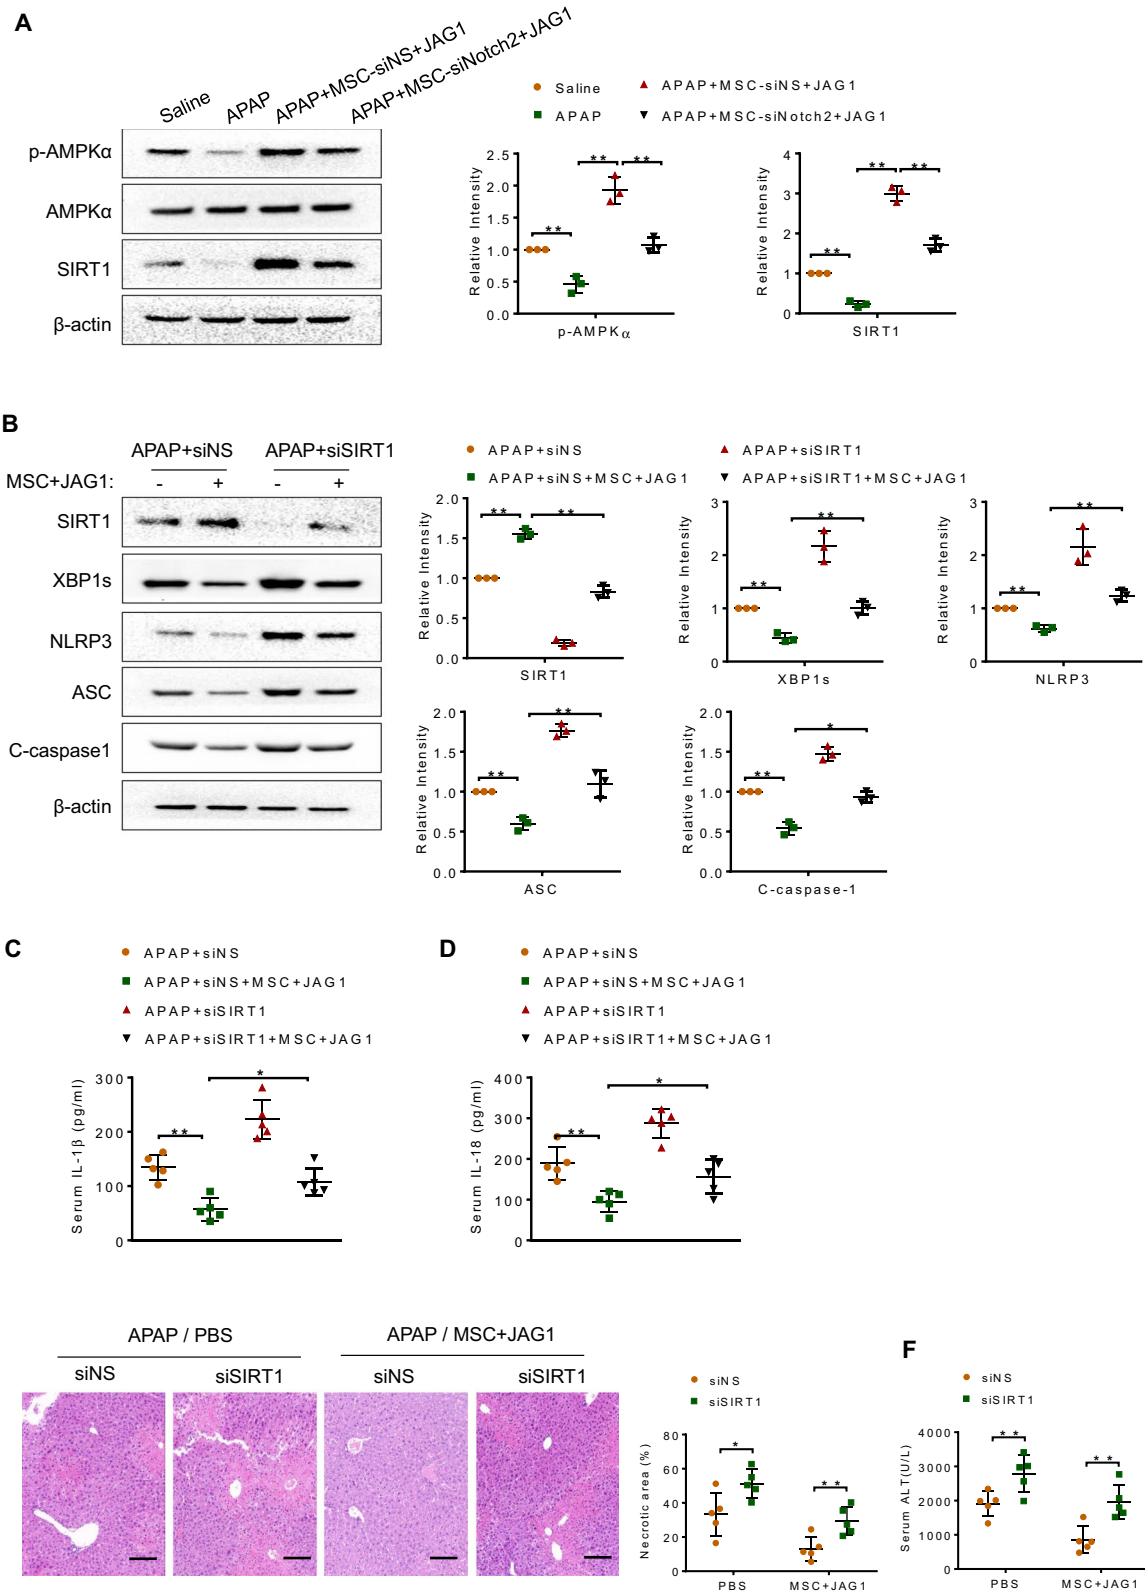 A
Saline
APAP
APAP+MSC-siNS+JAG1
APAP+MSC-siNotch2+JAG1
p-AMPKα
AMPKα
SIRT1
β-actin
Saline
APAP
APAP+MSC-siNS+JAG1
APAP+MSC-siNotch2+JAG1
Relative Intensity
2.5
2.0
1.5
1.0
0.5
0.0
** ** **
p-AMPKα
Relative Intensity
4
3
2
1
0
** ** **
SIRT1
B
APAP+siNS APAP+siSIRT1
MSC+JAG1: - + - +
SIRT1
XBP1s
NLRP3
ASC
C-caspase1
β-actin
APAP+siNS
APAP+siNS+MSC+JAG1
APAP+siSIRT1
APAP+siSIRT1+MSC+JAG1
Relative Intensity
2.0
1.5
1.0
0.5
0.0
** **
SIRT1
Relative Intensity
3
2
1
0
** **
XBP1s
Relative Intensity
3
2
1
0
** **
NLRP3
Relative Intensity
2.0
1.5
1.0
0.5
0.0
** **
ASC
Relative Intensity
2.0
1.5
1.0
0.5
0.0
** *
C-caspase-1
C
APAP+siNS
APAP+siNS+MSC+JAG1
APAP+siSIRT1
APAP+siSIRT1+MSC+JAG1
Serum IL-1β (pg/ml)
300
200
100
0
** *
D
APAP+siNS
APAP+siNS+MSC+JAG1
APAP+siSIRT1
APAP+siSIRT1+MSC+JAG1
Serum IL-18 (pg/ml)
400
300
200
100
0
** *
APAP / PBS APAP / MSC+JAG1
siNS siSIRT1 siNS siSIRT1
siNS
siSIRT1
Necrotic area (%)
80
60
40
20
0
* **
PBS MSC+JAG1
F
siNS
siSIRT1
Serum ALT(U/L)
4000
3000
2000
1000
0
** **
PBS MSC+JAG1